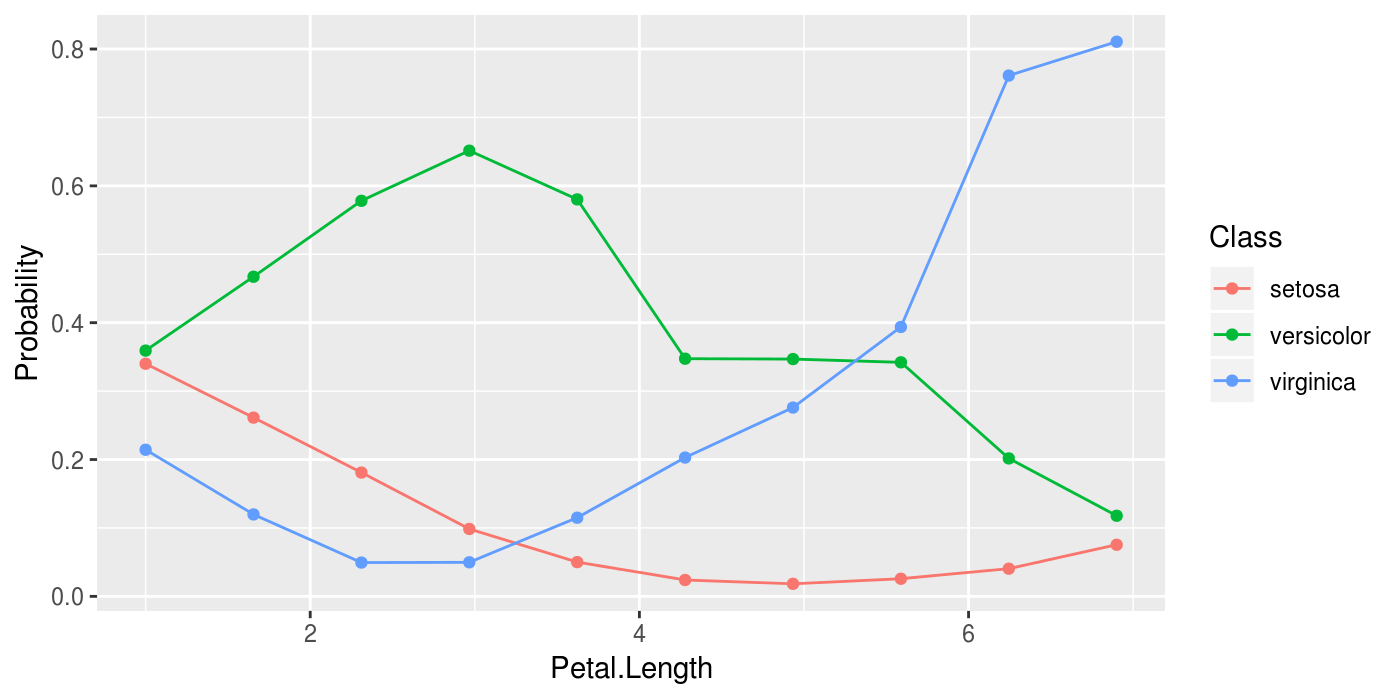 0.8
0.6
0.4
0.2
0.0
Probability
2 4 6
Petal.Length
Class
setosa
versicolor
virginica